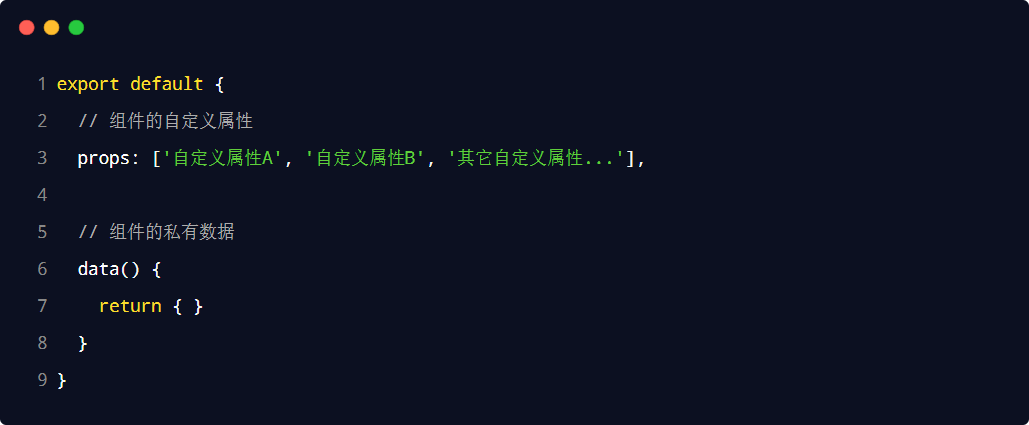 1 export default {
2 // 组件的自定义属性
3 props: ['自定义属性A', '自定义属性B', '其它自定义属性...'],
4
5 // 组件的私有数据
6 data() {
7 return { }
8 }
9 }